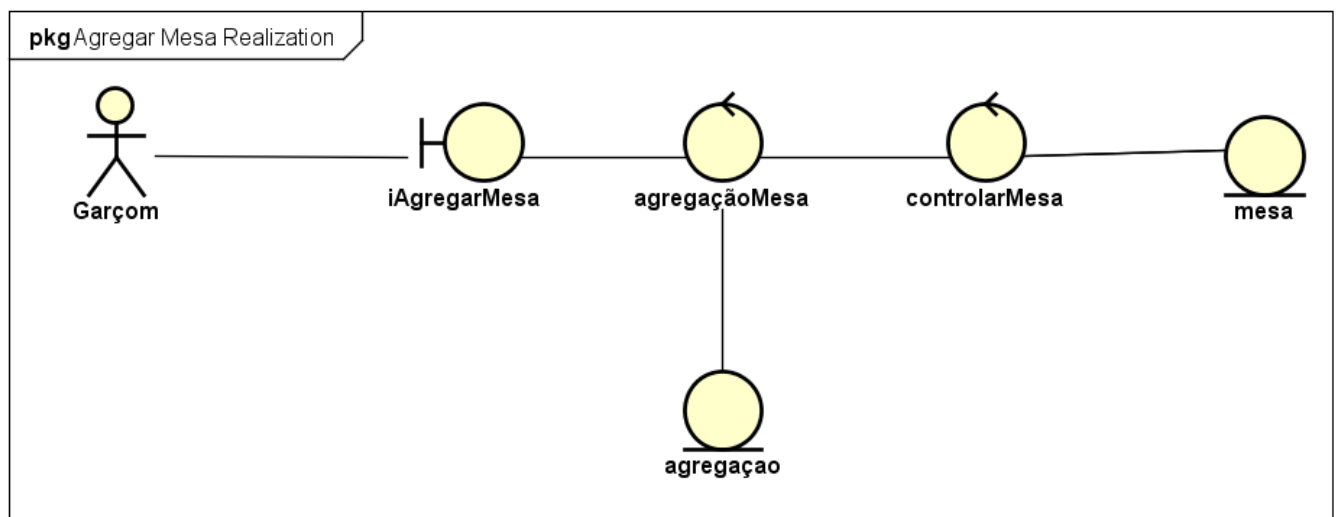 pkg Agregar Mesa Realization
Garçom
iAgregarMesa
agregaçãoMesa
controlarMesa
mesa
agregaçao